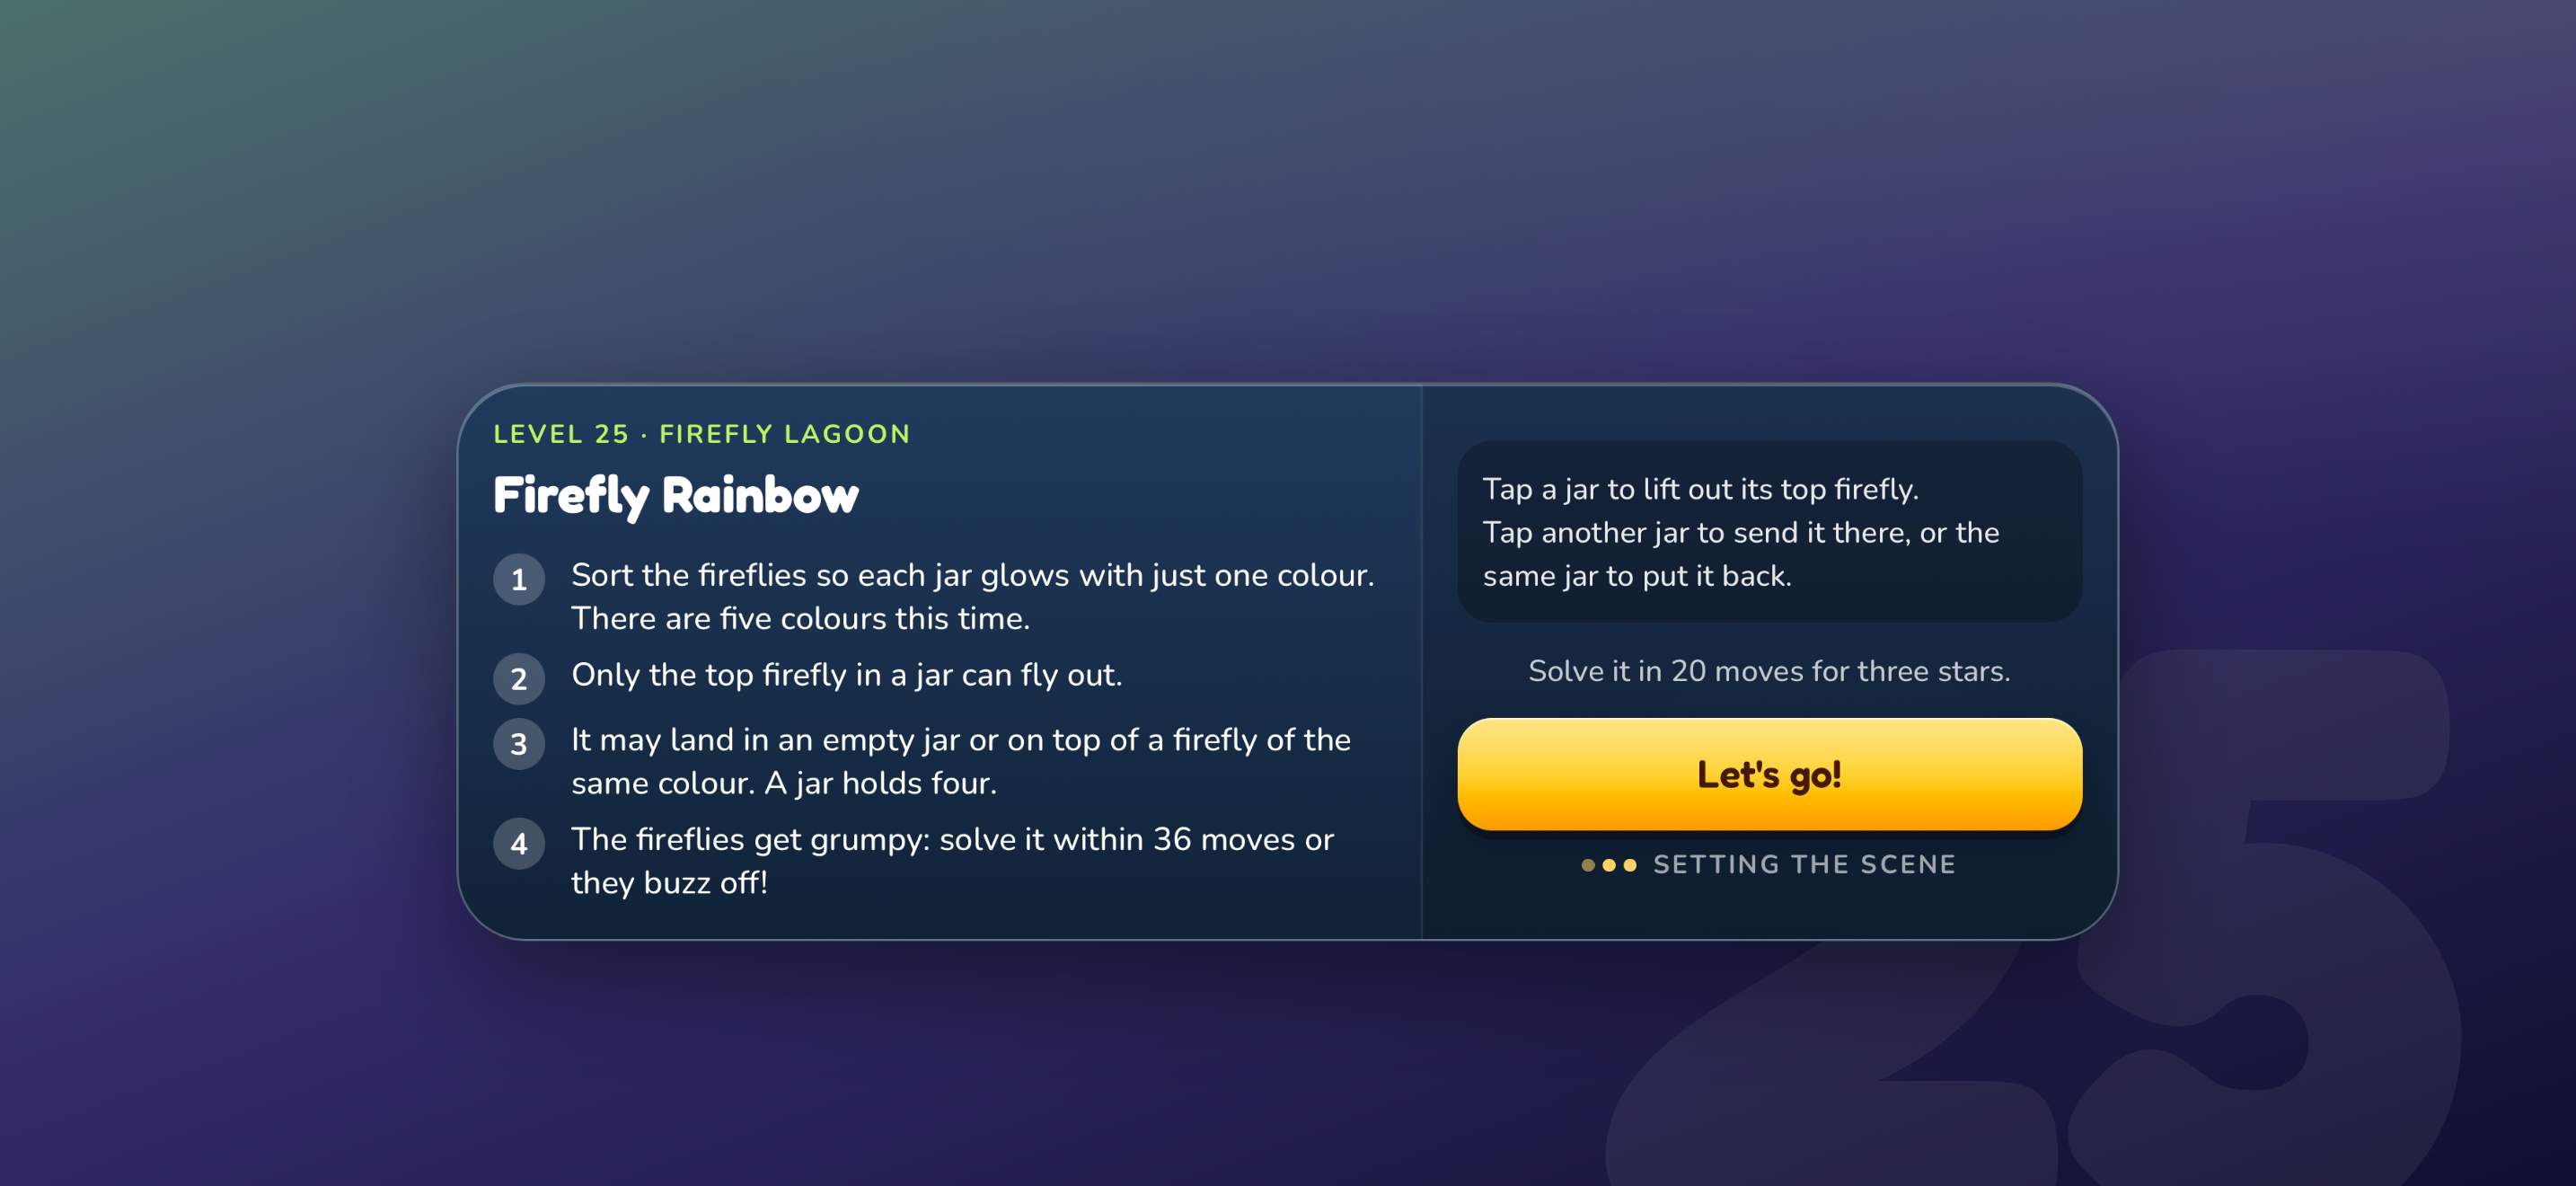 LEVEL 25 · FIREFLY LAGOON
Firefly Rainbow
1 Sort the fireflies so each jar glows with just one colour.
There are five colours this time.
2 Only the top firefly in a jar can fly out.
3 It may land in an empty jar or on top of a firefly of the
same colour. A jar holds four.
4 The fireflies get grumpy: solve it within 36 moves or
they buzz off!
Tap a jar to lift out its top firefly.
Tap another jar to send it there, or the
same jar to put it back.
Solve it in 20 moves for three stars.
Let's go!
SETTING THE SCENE
25